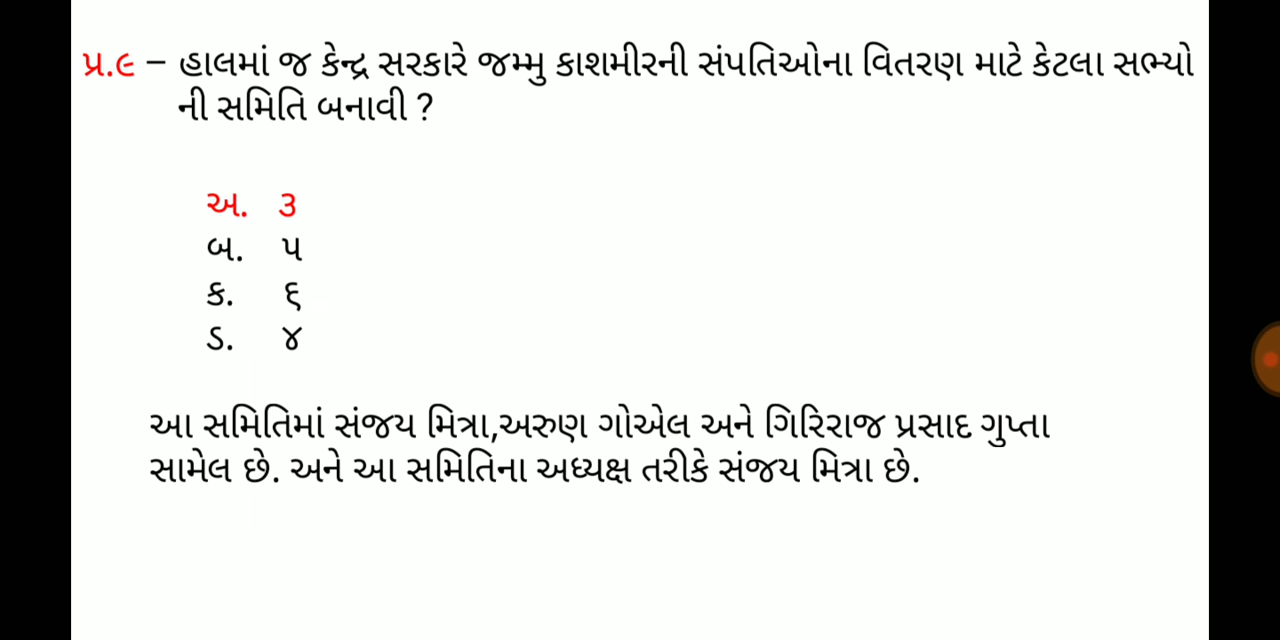 પ્ર.૯ – હાલમાં જ કેન્દ્ર સરકારે જમ્મુ કાશમીરની સંપતિઓના વિતરણ માટે કેટલા સભ્યો
ની સમિતિ બનાવી ?
અ. ૩
બ. ૫
ક. ૬
ડ. ૪
આ સમિતિમાં સંજય મિત્રા,અરુણ ગોએલ અને ગિરિરાજ પ્રસાદ ગુપ્તા
સામેલ છે. અને આ સમિતિના અધ્યક્ષ તરીકે સંજય મિત્રા છે.